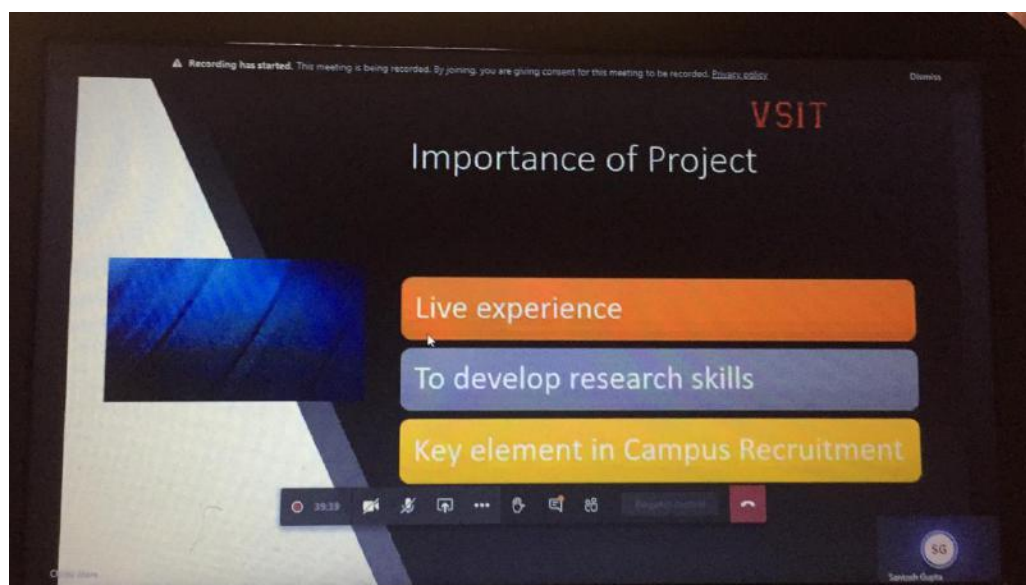 Recording has started. This meeting is being recorded. By joining, you are giving consent for this meeting to be recorded. Privacy policy
Dismiss
VSIT
Importance of Project
Live experience
To develop research skills
Key element in Campus Recruitment
39:39
Request control
SG
Santosh Gupta